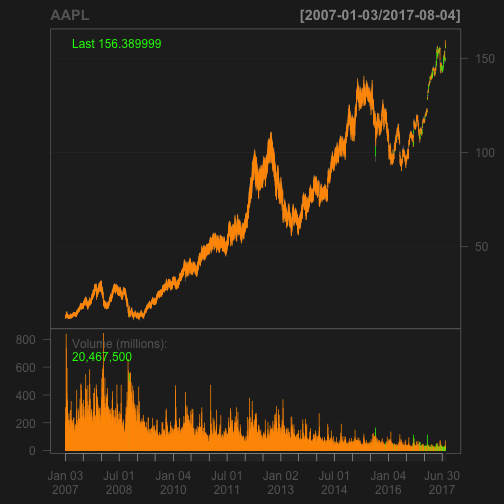 AAPL [2007-01-03/2017-08-04]
Last 156.389999
150
100
50
Volume (millions):
20,467,500
800
600
400
200
0
Jan 03 Jul 01 Jan 04 Jul 01 Jan 02 Jul 01 Jan 04 Jun 30
2007 2008 2010 2011 2013 2014 2016 2017